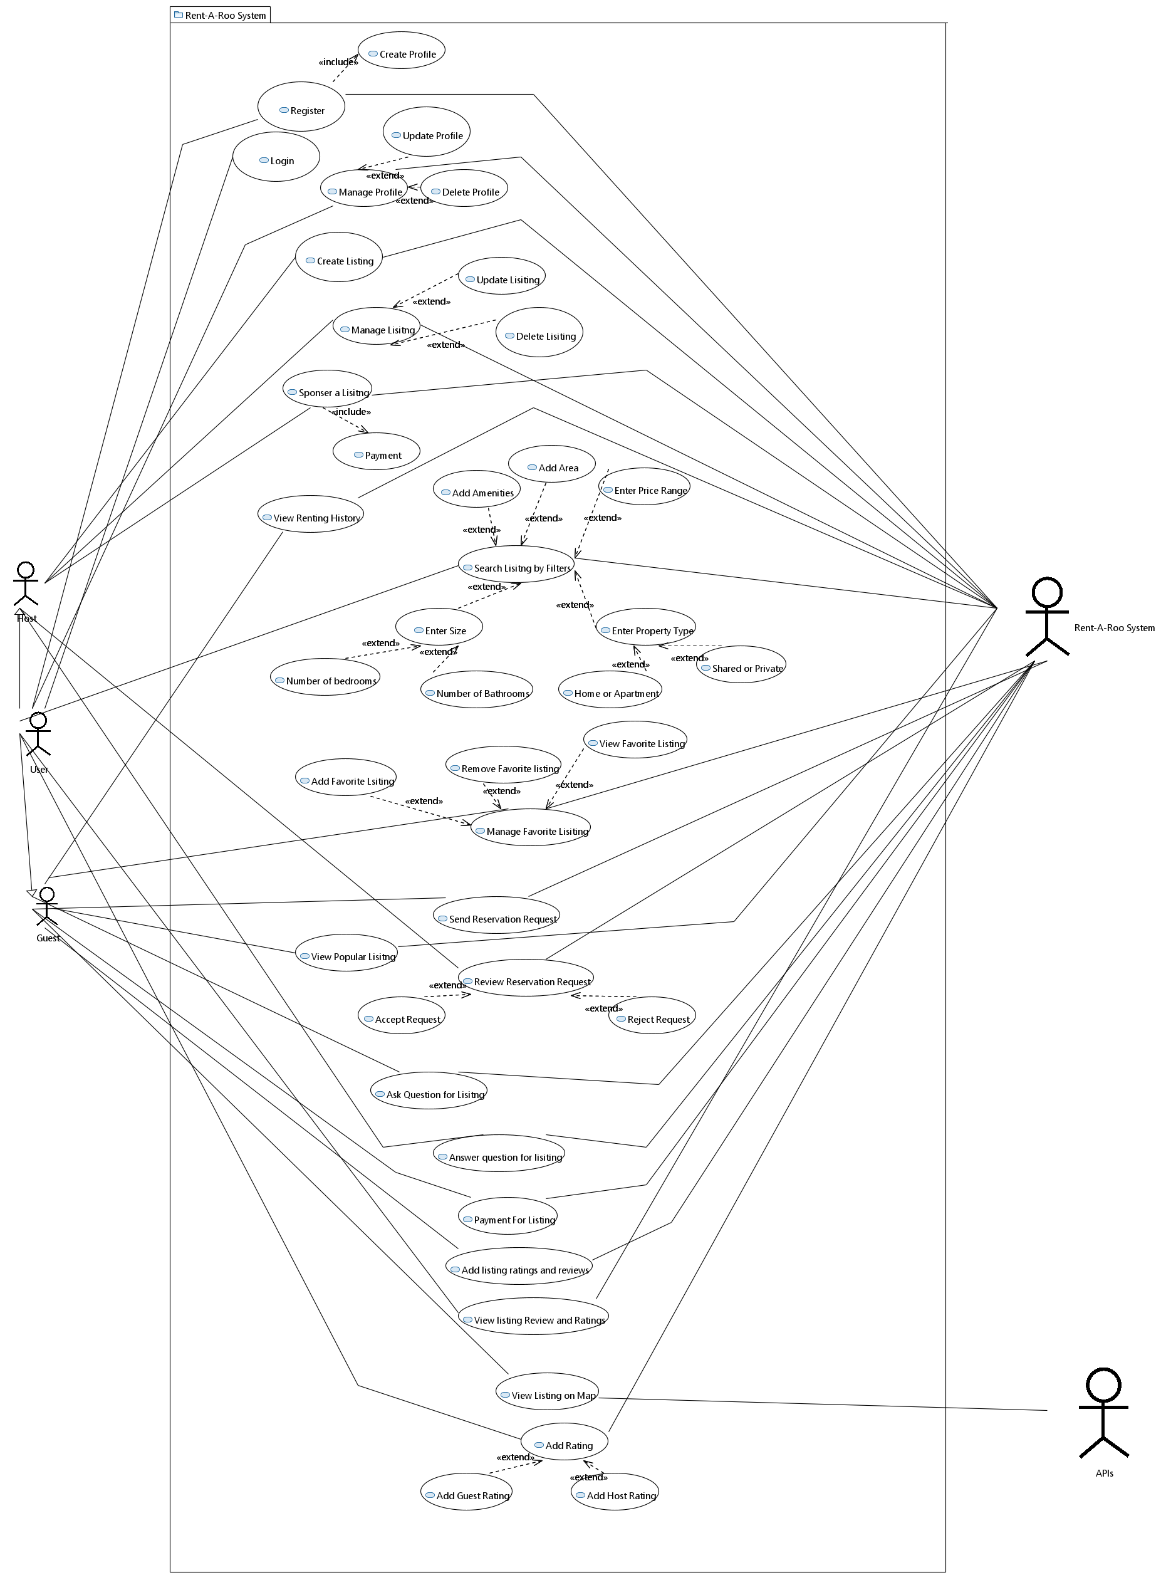 Rent-A-Roo System
Create Profile
«include»
Register
Update Profile
Login
«extend»
Manage Profile
Delete Profile
«extend»
Create Listing
Update Lisiting
«extend»
Manage Lisitng
Delete Lisiting
«extend»
Sponser a Lisitng
«include»
Payment
Add Area
Add Amenities
Enter Price Range
View Renting History
«extend»
«extend»
«extend»
Search Lisitng by Filters
«extend»
«extend»
Host
Enter Size
Enter Property Type
Rent-A-Roo System
«extend»
«extend»
«extend»
«extend»
Shared or Private
Number of bedrooms
Number of Bathrooms
Home or Apartment
View Favorite Listing
User
Remove Favorite listing
Add Favorite Lsiting
«extend»
«extend»
«extend»
Manage Favorite Lisiting
Send Reservation Request
Guest
View Popular Lisitng
Review Reservation Request
«extend»
«extend»
Accept Request
Reject Request
Ask Question for Lisitng
Answer question for lisiting
Payment For Listing
Add listing ratings and reviews
View listing Review and Ratings
View Listing on Map
Add Rating
«extend»
APIs
«extend»
Add Guest Rating
Add Host Rating